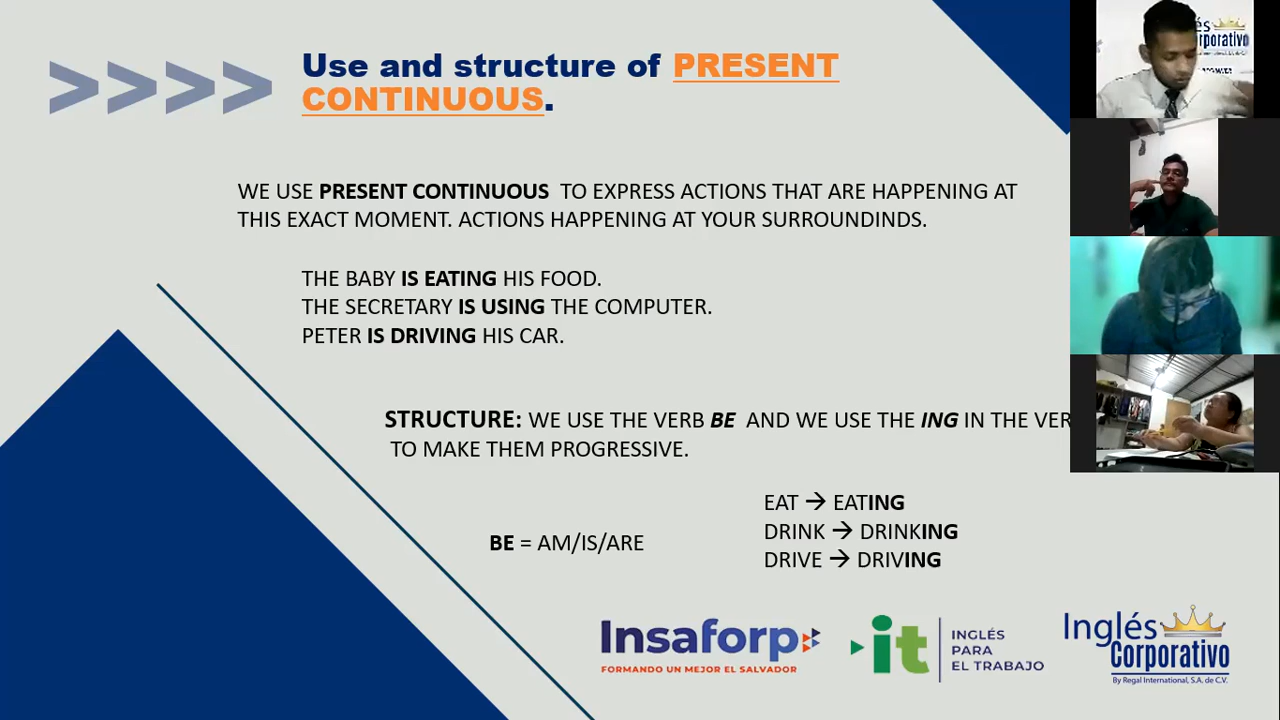 Use and structure of PRESENT
CONTINUOUS.
WE USE PRESENT CONTINUOUS TO EXPRESS ACTIONS THAT ARE HAPPENING AT
THIS EXACT MOMENT. ACTIONS HAPPENING AT YOUR SURROUNDINDS.
THE BABY IS EATING HIS FOOD.
THE SECRETARY IS USING THE COMPUTER.
PETER IS DRIVING HIS CAR.
STRUCTURE: WE USE THE VERB BE AND WE USE THE ING IN THE VER
TO MAKE THEM PROGRESSIVE.
BE = AM/IS/ARE
EAT → EATING
DRINK → DRINKING
DRIVE → DRIVING
Insaforp
FORMANDO UN MEJOR EL SALVADOR
it
INGLÉS
PARA
EL TRABAJO
Inglés
Corporativo
By Regal International, S.A. de C.V.